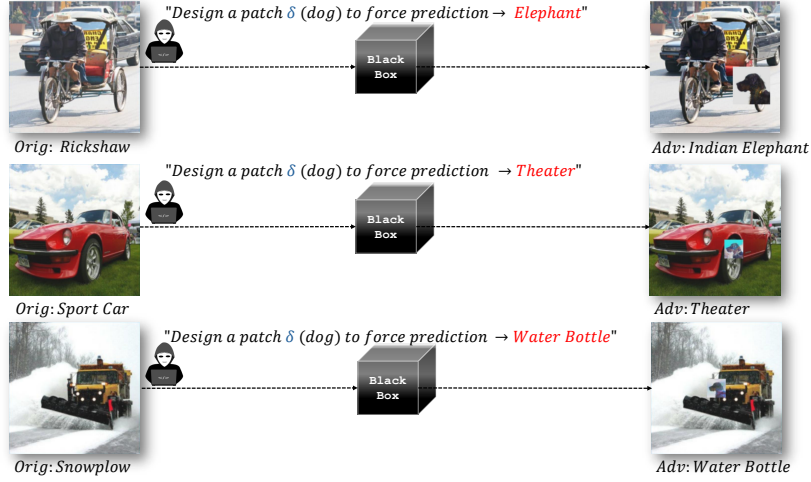 "Design a patch δ (dog) to force prediction → Elephant"
Black
Box
Orig: Rickshaw
Adv: Indian Elephant
"Design a patch δ (dog) to force prediction → Theater"
Black
Box
Orig: Sport Car
Adv: Theater
"Design a patch δ (dog) to force prediction → Water Bottle"
Black
Box
Orig: Snowplow
Adv: Water Bottle